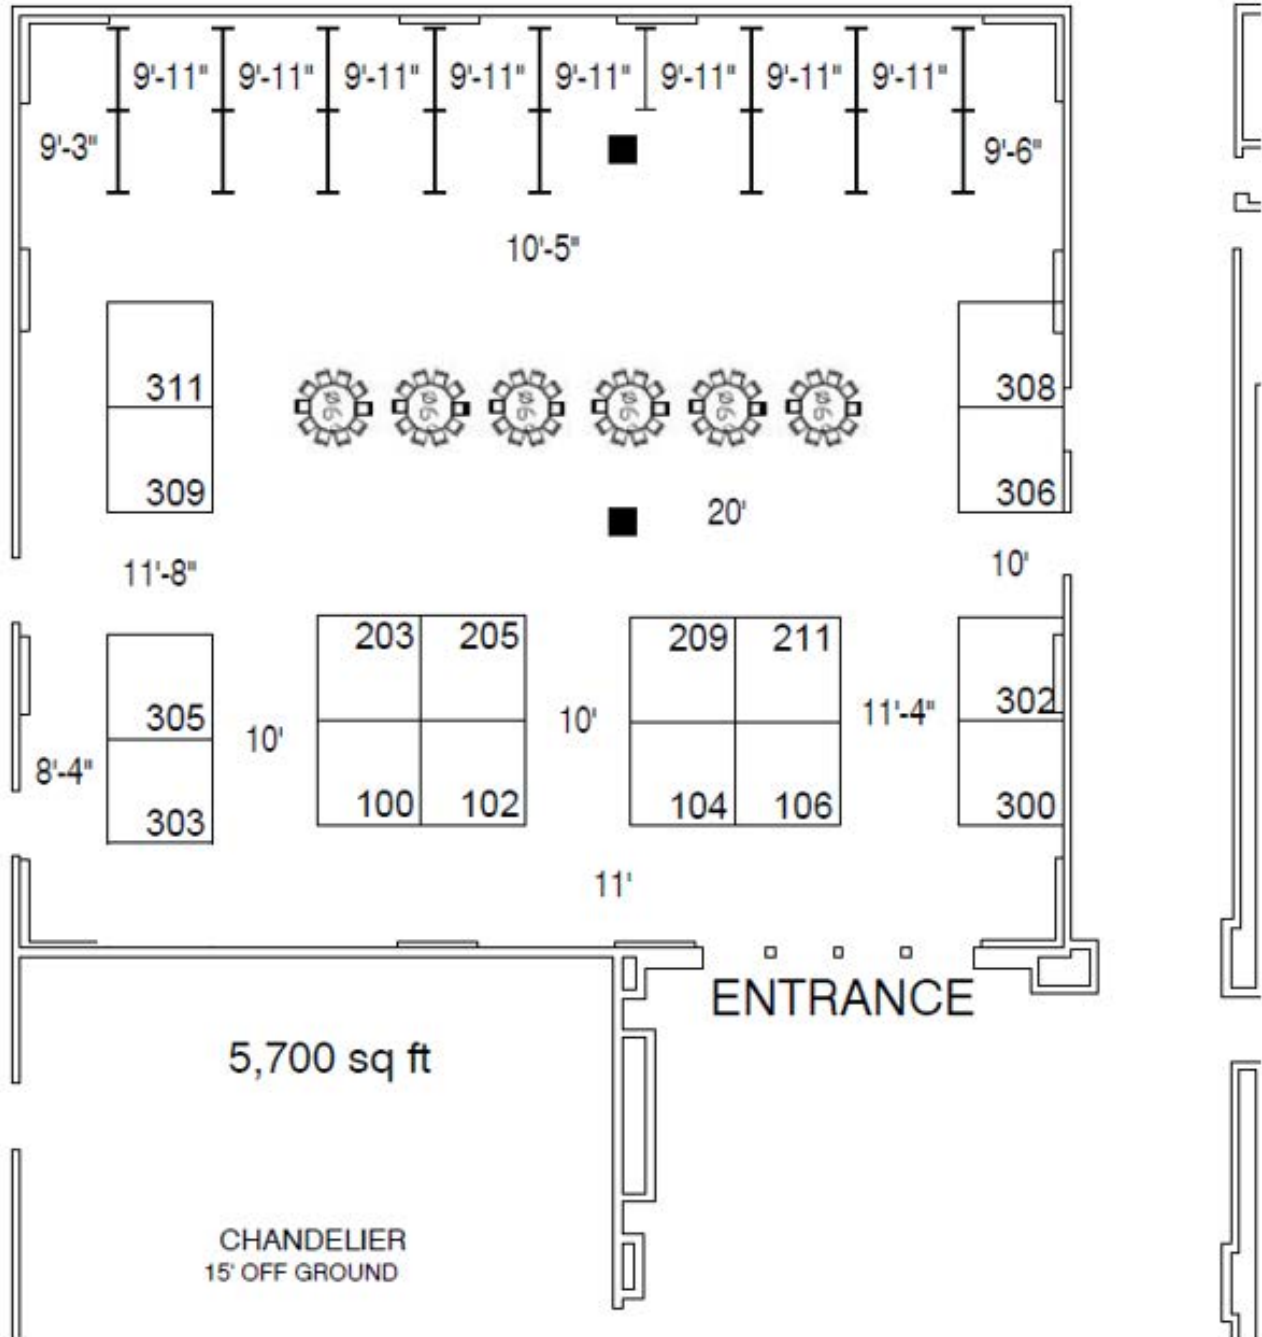 9'-11" 9'-11" 9'-11" 9'-11" 9'-11" 9'-11" 9'-11" 9'-11"
9'-3" 9'-6"
10'-5"
311 308
309 306
20'
11'-8" 10'
203 205 209 211
305 10' 10' 11'-4" 302
8'-4"
303 100 102 104 106 300
11'
ENTRANCE
5,700 sq ft
CHANDELIER
15' OFF GROUND